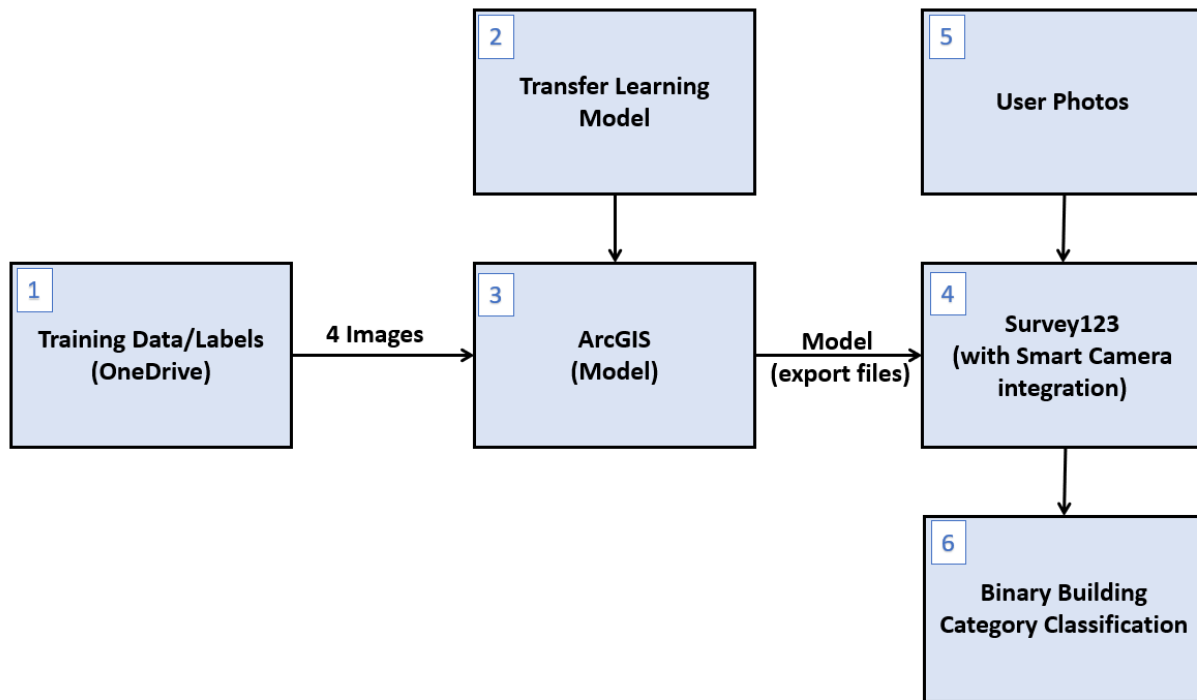 2
Transfer Learning
Model
5
User Photos
1
Training Data/Labels
(OneDrive)
4 Images
3
ArcGIS
(Model)
Model
(export files)
4
Survey123
(with Smart Camera
integration)
6
Binary Building
Category Classification